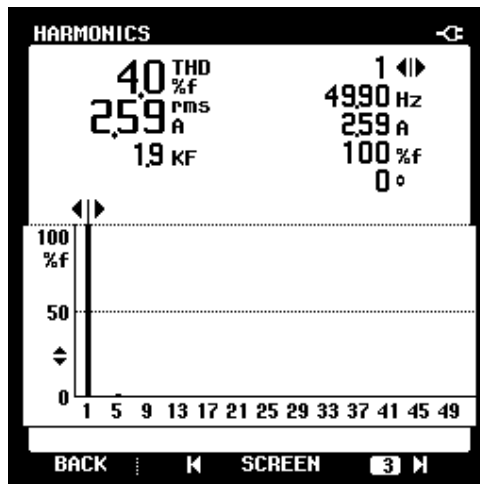 HARMONICS
4,0 THD %f
2,59 rms A
1,9 KF
1
49,90 Hz
2,59 A
100 %f
0 °
100
%f
50
0
1 5 9 13 17 21 25 29 33 37 41 45 49
BACK SCREEN 3